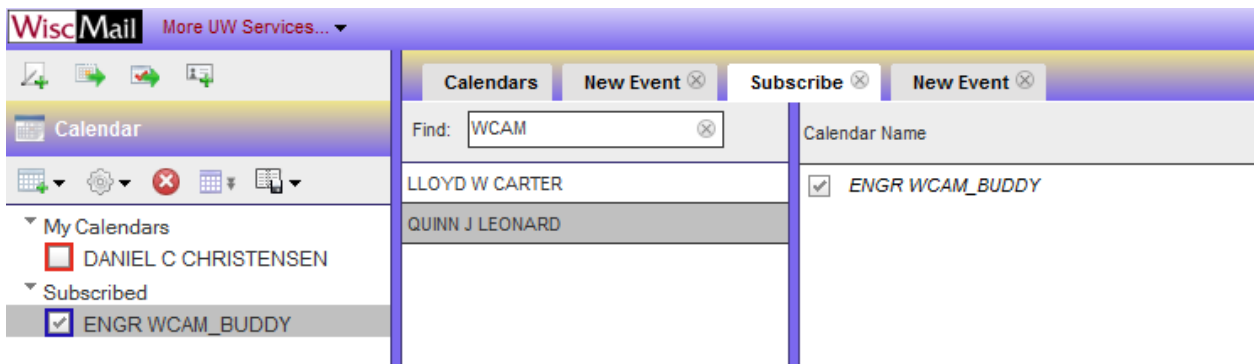 WiscMail More UW Services...
Calendars New Event Subscribe New Event
Calendar
Find: WCAM
Calendar Name
LLOYD W CARTER
ENGR WCAM_BUDDY
QUINN J LEONARD
My Calendars
DANIEL C CHRISTENSEN
Subscribed
ENGR WCAM_BUDDY